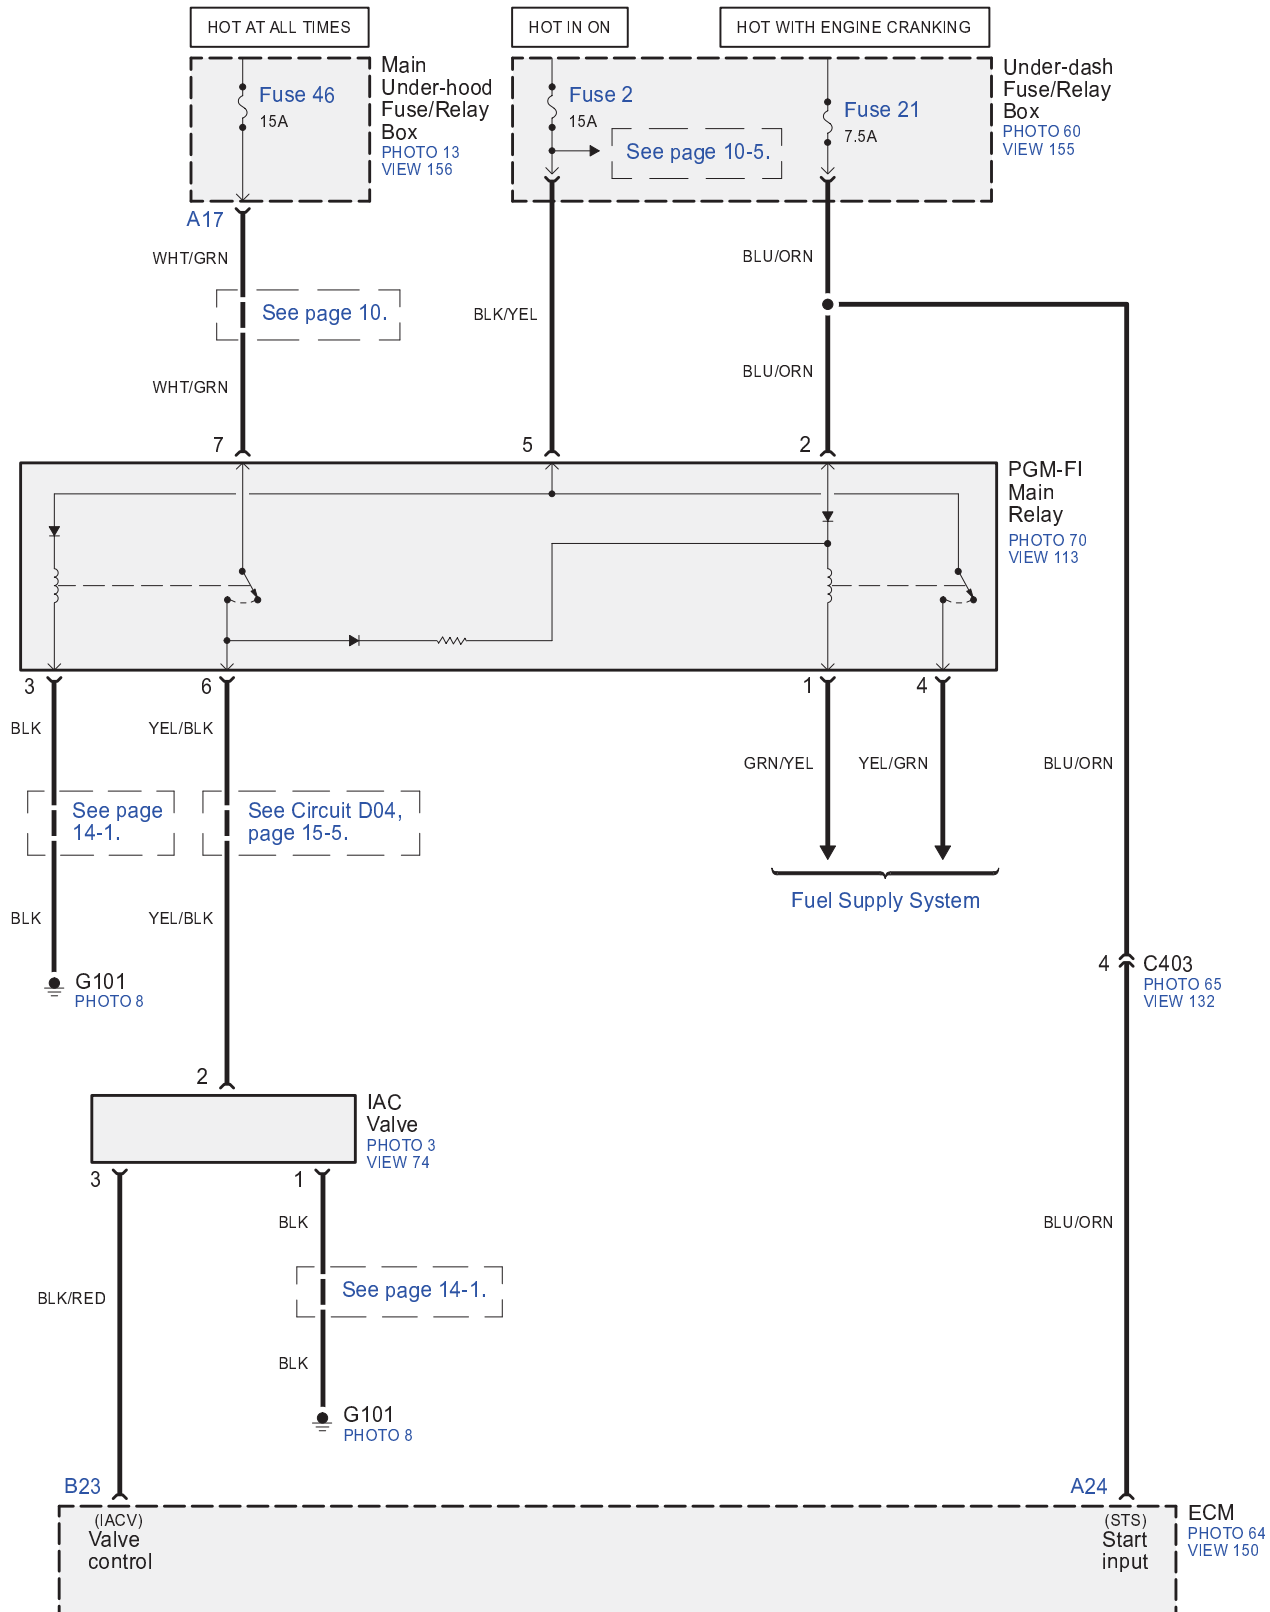 HOT AT ALL TIMES
HOT IN ON
HOT WITH ENGINE CRANKING
Fuse 46
15A
Main
Under-hood
Fuse/Relay
Box
PHOTO 13
VIEW 156
Fuse 2
15A
See page 10-5.
Fuse 21
7.5A
Under-dash
Fuse/Relay
Box
PHOTO 60
VIEW 155
A17
WHT/GRN
See page 10.
WHT/GRN
BLK/YEL
BLU/ORN
BLU/ORN
7
5
2
PGM-FI
Main
Relay
PHOTO 70
VIEW 113
3
6
1
4
BLK
YEL/BLK
GRN/YEL
YEL/GRN
BLU/ORN
See page
14-1.
See Circuit D04,
page 15-5.
Fuel Supply System
BLK
YEL/BLK
G101
PHOTO 8
4
C403
PHOTO 65
VIEW 132
2
IAC
Valve
PHOTO 3
VIEW 74
3
1
BLK
BLU/ORN
See page 14-1.
BLK/RED
BLK
G101
PHOTO 8
B23
A24
(IACV)
Valve
control
(STS)
Start
input
ECM
PHOTO 64
VIEW 150